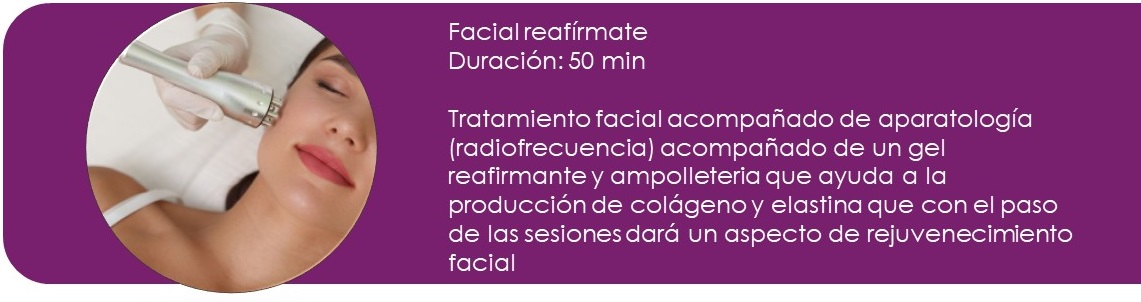 Facial reafírmate
Duración: 50 min
Tratamiento facial acompañado de aparatología
(radiofrecuencia) acompañado de un gel
reafirmante y ampolleteria que ayuda a la
producción de colágeno y elastina que con el paso
de las sesiones dará un aspecto de rejuvenecimiento
facial